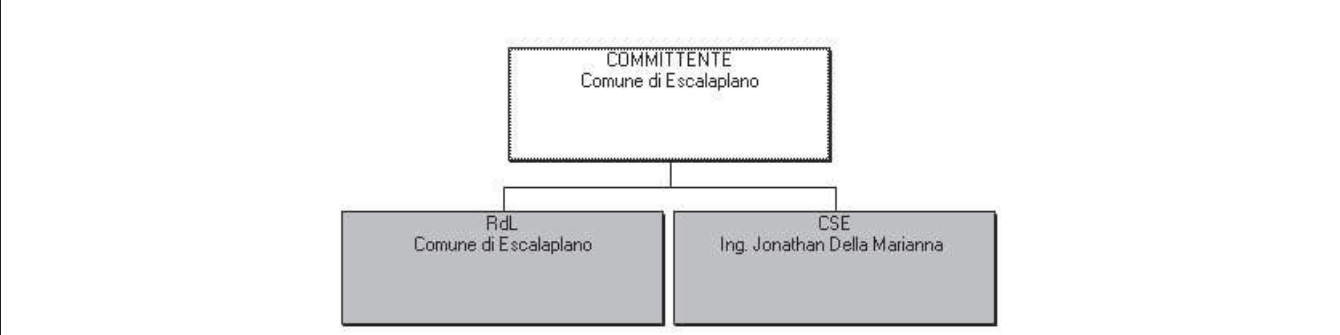 COMMITTENTE
Comune di Escalaplano
RdL
Comune di Escalaplano
CSE
Ing. Jonathan Della Marianna